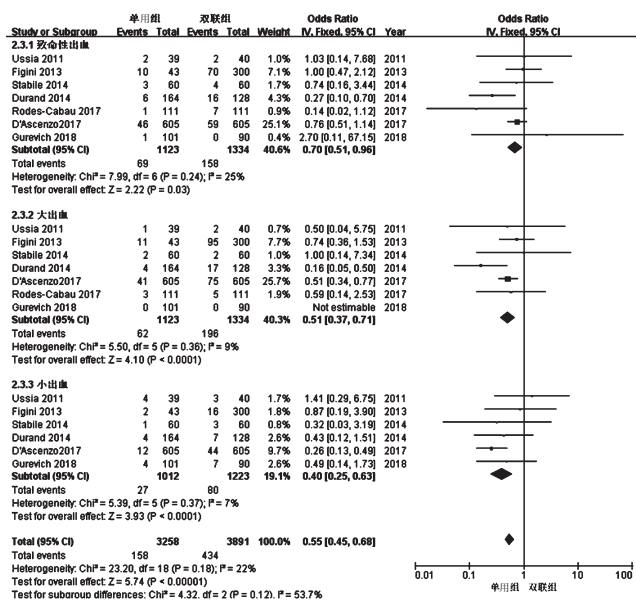 单用组 双联组 Odds Ratio Odds Ratio
Study or Subgroup Events Total Events Total Weight IV, Fixed, 95% CI Year IV, Fixed, 95% CI
2.3.1 致命性出血
Ussia 2011 2 39 2 40 1.0% 1.03 [0.14, 7.68] 2011
Figini 2013 10 43 70 300 7.1% 1.00 [0.47, 2.12] 2013
Stabile 2014 3 60 4 60 2.0% 0.74 [0.16, 3.44] 2014
Durand 2014 6 164 16 128 4.0% 0.27 [0.10, 0.70] 2014
Rodes-Cabau 2017 1 111 7 111 1.1% 0.14 [0.02, 1.12] 2017
D'Ascenzo2017 46 605 59 605 25.0% 0.76 [0.51, 1.14] 2017
Gurevich 2018 1 101 0 90 0.4% 2.70 [0.11, 67.15] 2018
Subtotal (95% CI) 1123 1334 40.6% 0.70 [0.51, 0.96]
Total events 69 158
Heterogeneity: Chi² = 7.99, df = 6 (P = 0.24); I² = 25%
Test for overall effect: Z = 2.22 (P = 0.03)
2.3.2 大出血
Ussia 2011 1 39 2 40 0.7% 0.50 [0.04, 5.75] 2011
Figini 2013 11 43 95 300 7.7% 0.74 [0.36, 1.53] 2013
Stabile 2014 2 60 2 60 1.0% 1.00 [0.14, 7.34] 2014
Durand 2014 4 164 17 128 3.3% 0.16 [0.05, 0.50] 2014
D'Ascenzo2017 41 605 75 605 25.7% 0.51 [0.34, 0.77] 2017
Rodes-Cabau 2017 3 111 5 111 1.9% 0.59 [0.14, 2.53] 2017
Gurevich 2018 0 101 0 90 Not estimable 2018
Subtotal (95% CI) 1123 1334 40.3% 0.51 [0.37, 0.71]
Total events 62 196
Heterogeneity: Chi² = 5.50, df = 5 (P = 0.36); I² = 9%
Test for overall effect: Z = 4.10 (P < 0.0001)
2.3.3 小出血
Ussia 2011 4 39 3 40 1.7% 1.41 [0.29, 6.75] 2011
Figini 2013 2 43 16 300 1.8% 0.87 [0.19, 3.90] 2013
Stabile 2014 1 60 3 60 0.8% 0.32 [0.03, 3.19] 2014
Durand 2014 4 164 7 128 2.7% 0.43 [0.12, 1.51] 2014
D'Ascenzo2017 12 605 44 605 9.5% 0.26 [0.13, 0.49] 2017
Gurevich 2018 4 101 7 90 2.6% 0.49 [0.14, 1.73] 2018
Subtotal (95% CI) 1012 1223 19.1% 0.40 [0.25, 0.63]
Total events 27 80
Heterogeneity: Chi² = 5.39, df = 5 (P = 0.37); I² = 7%
Test for overall effect: Z = 3.93 (P < 0.0001)
Total (95% CI) 3258 3891 100.0% 0.55 [0.45, 0.68]
Total events 158 434
Heterogeneity: Chi² = 23.20, df = 18 (P = 0.18); I² = 22%
Test for overall effect: Z = 5.74 (P < 0.00001)
Test for subgroup differences: Chi² = 4.32, df = 2 (P = 0.12), I² = 53.7%
0.01 0.1 1 10 100
单用组 双联组